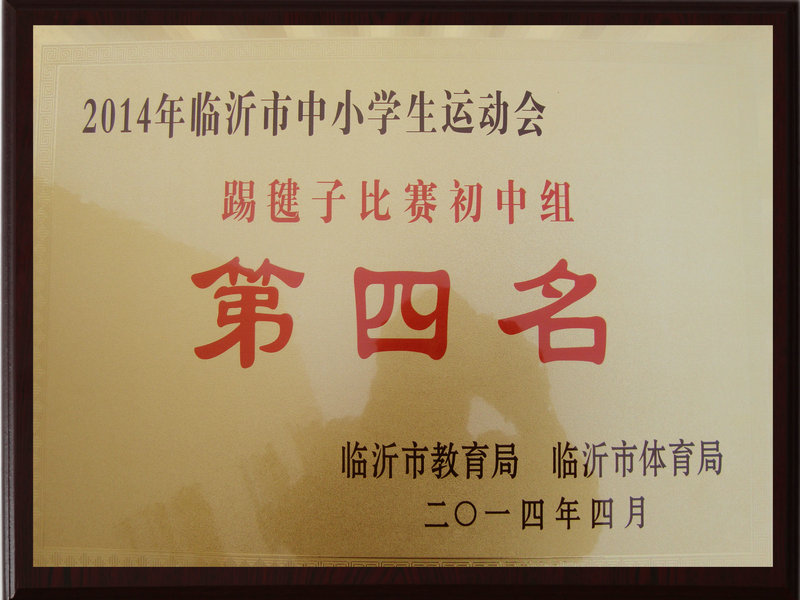 2014年临沂市中小学生运动会
踢毽子比赛初中组
第四名
临沂市教育局 临沂市体育局
二〇一四年四月